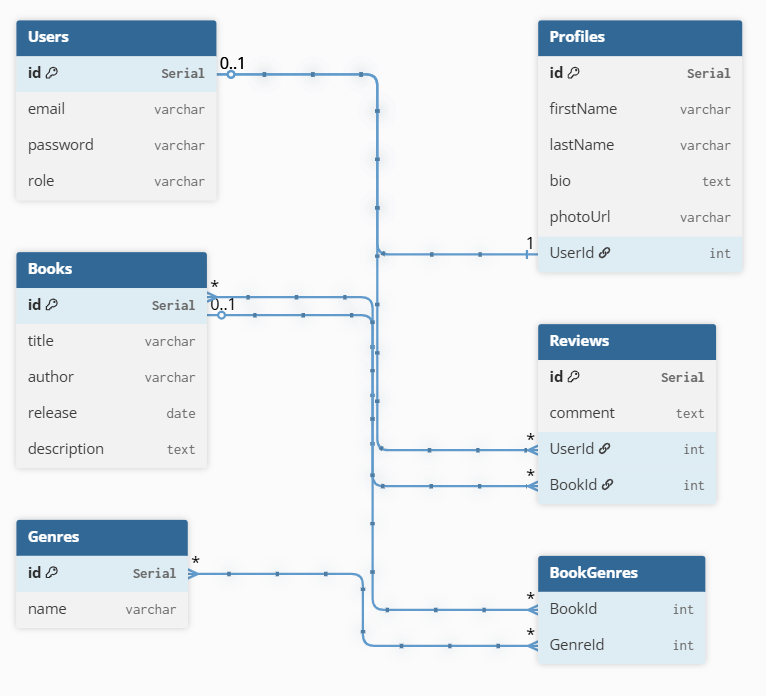 Users
id Serial
email varchar
password varchar
role varchar
0..1
Profiles
id Serial
firstName varchar
lastName varchar
bio text
photoUrl varchar
1
UserId int
Books
*
id Serial
0..1
title varchar
author varchar
release date
description text
Reviews
id Serial
comment text
*
UserId int
*
BookId int
Genres
*
id Serial
name varchar
BookGenres
*
BookId int
*
GenreId int